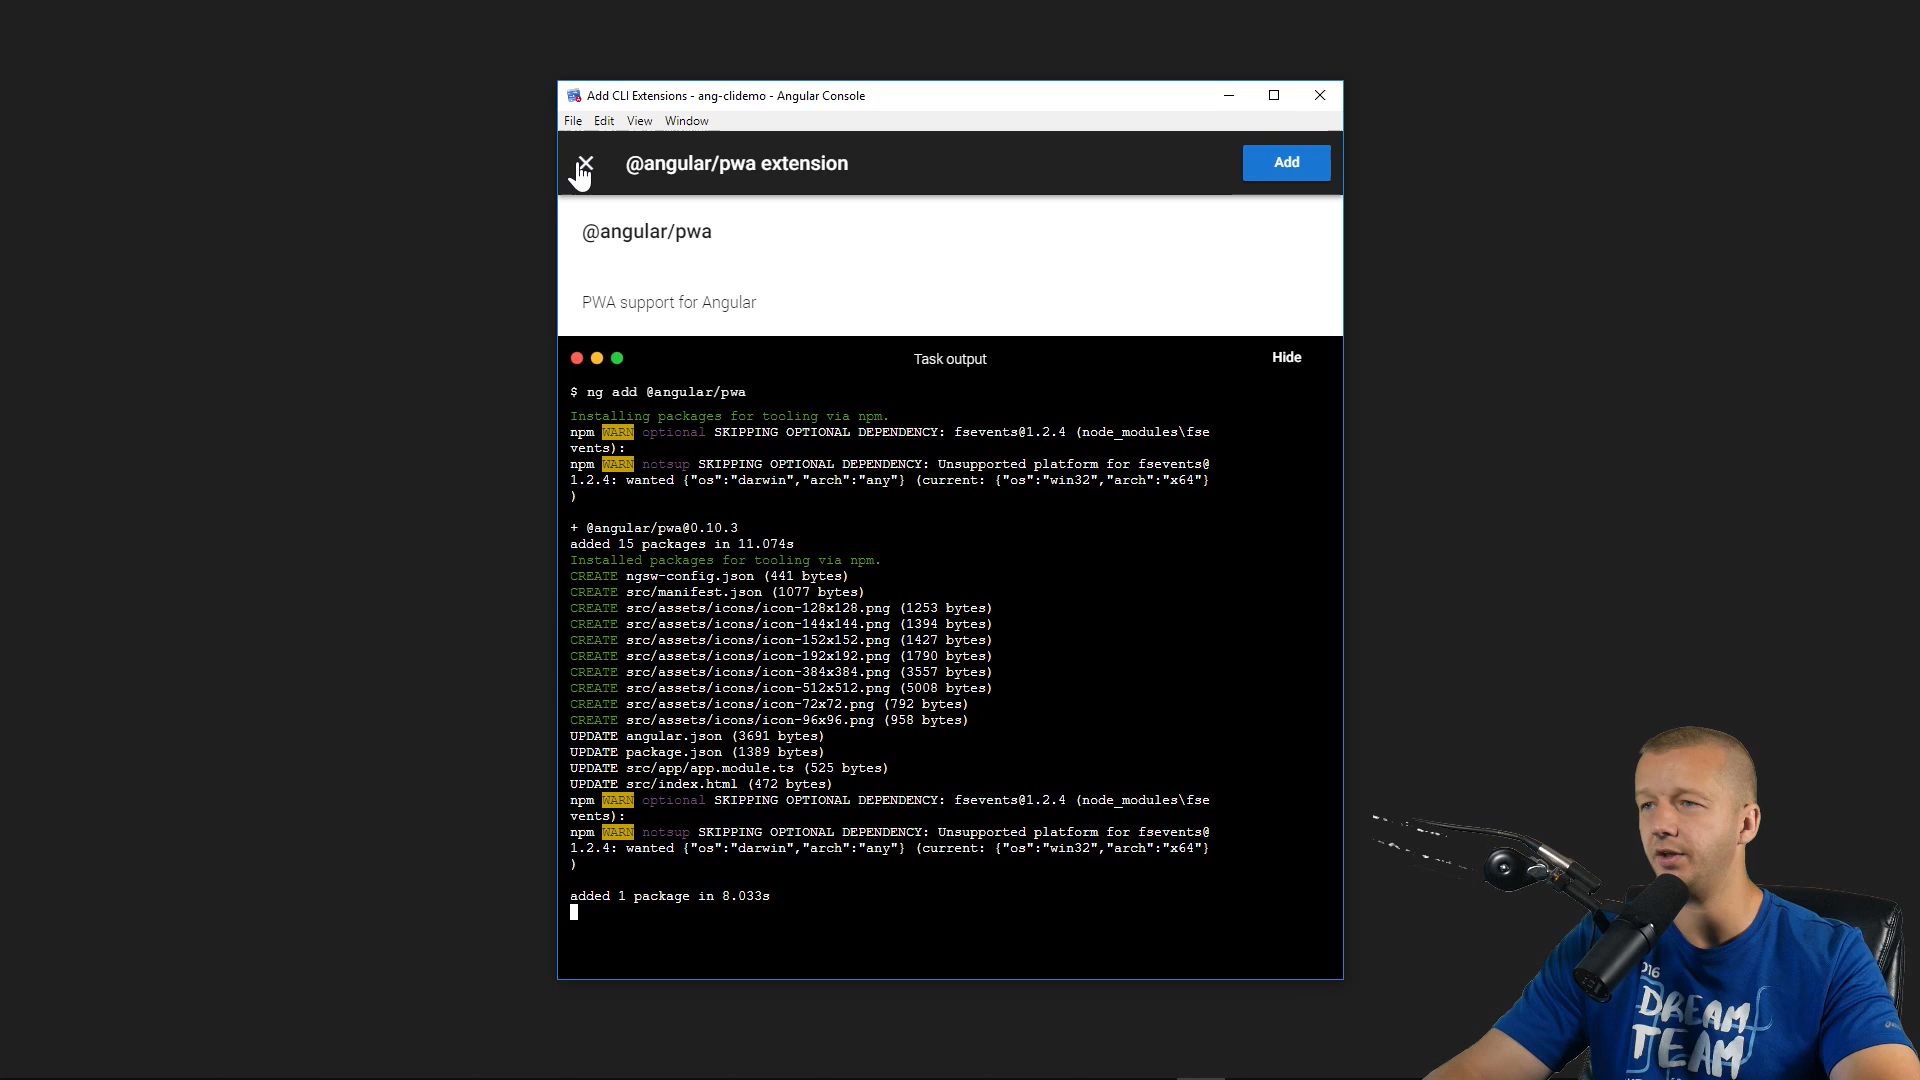 Add CLI Extensions - ang-clidemo - Angular Console
File Edit View Window
@angular/pwa extension
Add
@angular/pwa
PWA support for Angular
Task output
Hide
$ ng add @angular/pwa
Installing packages for tooling via npm.
npm WARN optional SKIPPING OPTIONAL DEPENDENCY: fsevents@1.2.4 (node_modules\fse
vents):
npm WARN notsup SKIPPING OPTIONAL DEPENDENCY: Unsupported platform for fsevents@
1.2.4: wanted {"os":"darwin","arch":"any"} (current: {"os":"win32","arch":"x64"}
)
+ @angular/pwa@0.10.3
added 15 packages in 11.074s
Installed packages for tooling via npm.
CREATE ngsw-config.json (441 bytes)
CREATE src/manifest.json (1077 bytes)
CREATE src/assets/icons/icon-128x128.png (1253 bytes)
CREATE src/assets/icons/icon-144x144.png (1394 bytes)
CREATE src/assets/icons/icon-152x152.png (1427 bytes)
CREATE src/assets/icons/icon-192x192.png (1790 bytes)
CREATE src/assets/icons/icon-384x384.png (3557 bytes)
CREATE src/assets/icons/icon-512x512.png (5008 bytes)
CREATE src/assets/icons/icon-72x72.png (792 bytes)
CREATE src/assets/icons/icon-96x96.png (958 bytes)
UPDATE angular.json (3691 bytes)
UPDATE package.json (1389 bytes)
UPDATE src/app/app.module.ts (525 bytes)
UPDATE src/index.html (472 bytes)
npm WARN optional SKIPPING OPTIONAL DEPENDENCY: fsevents@1.2.4 (node_modules\fse
vents):
npm WARN notsup SKIPPING OPTIONAL DEPENDENCY: Unsupported platform for fsevents@
1.2.4: wanted {"os":"darwin","arch":"any"} (current: {"os":"win32","arch":"x64"}
)
added 1 package in 8.033s
016
DREAM
TEAM